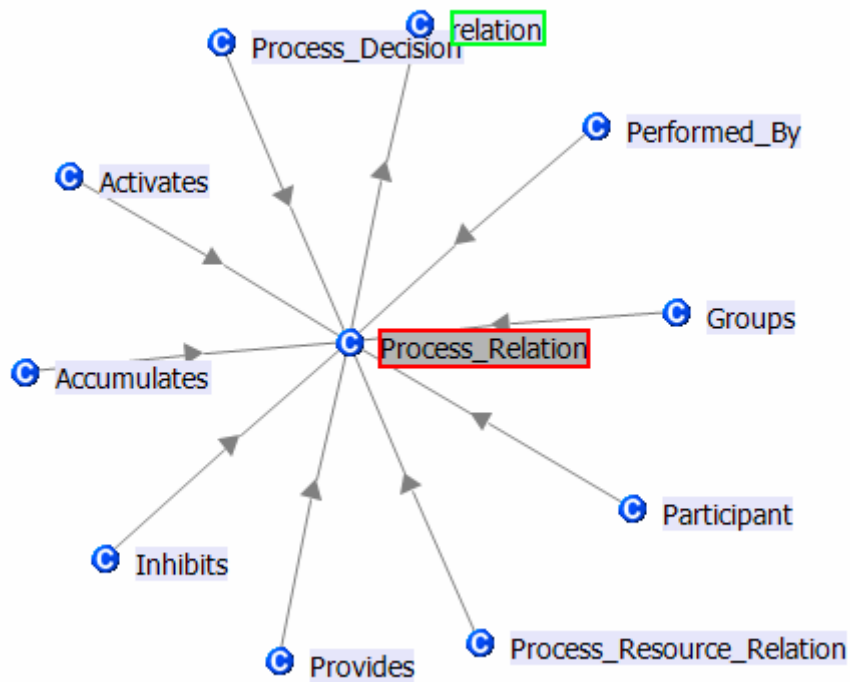 relation
Process_Decision
Performed_By
Activates
Groups
Process_Relation
Accumulates
Participant
Inhibits
Process_Resource_Relation
Provides